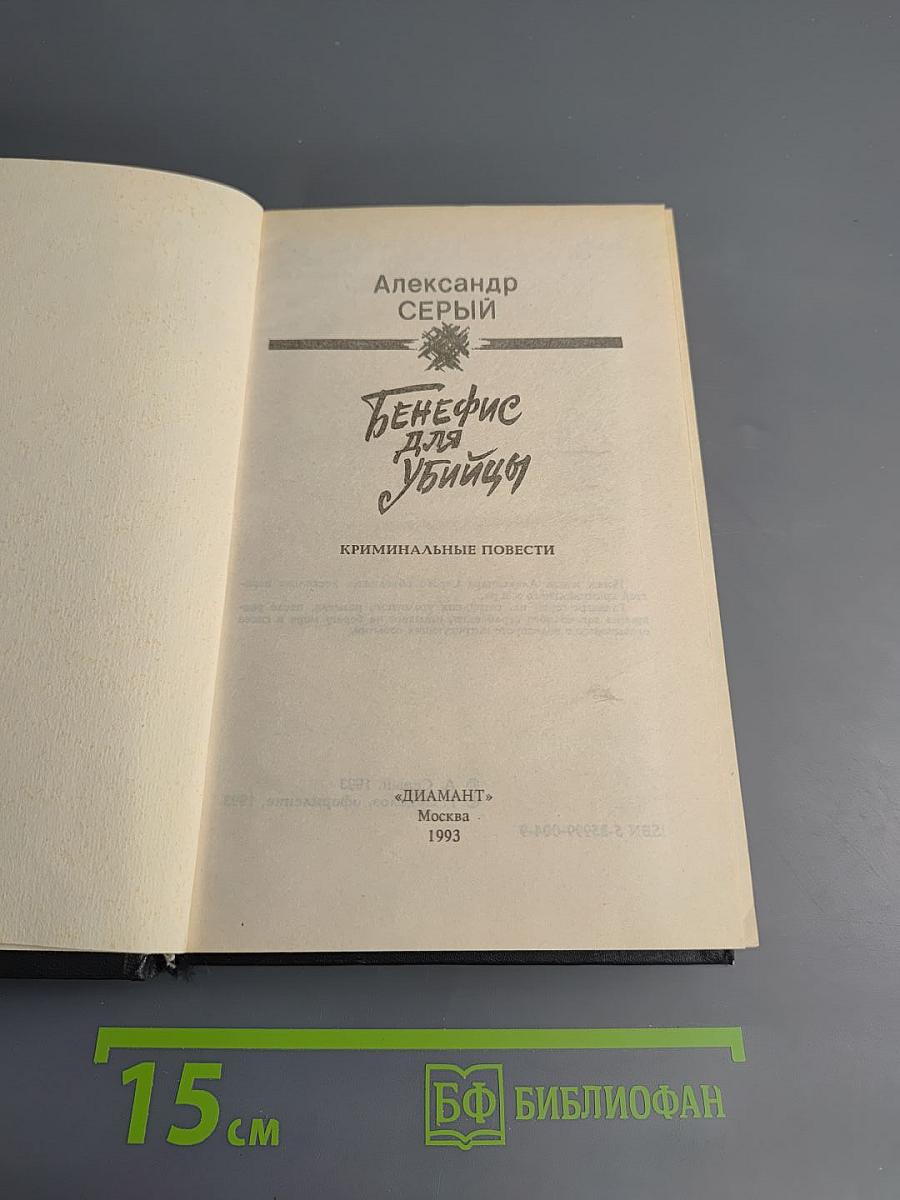 Александр
СЕРЫЙ
БЕНЕФИС
ДЛЯ
УБИЙЦЫ
КРИМИНАЛЬНЫЕ ПОВЕСТИ
«ДИАМАНТ»
Москва
1993
15 см
БФ БИБЛИОФАН